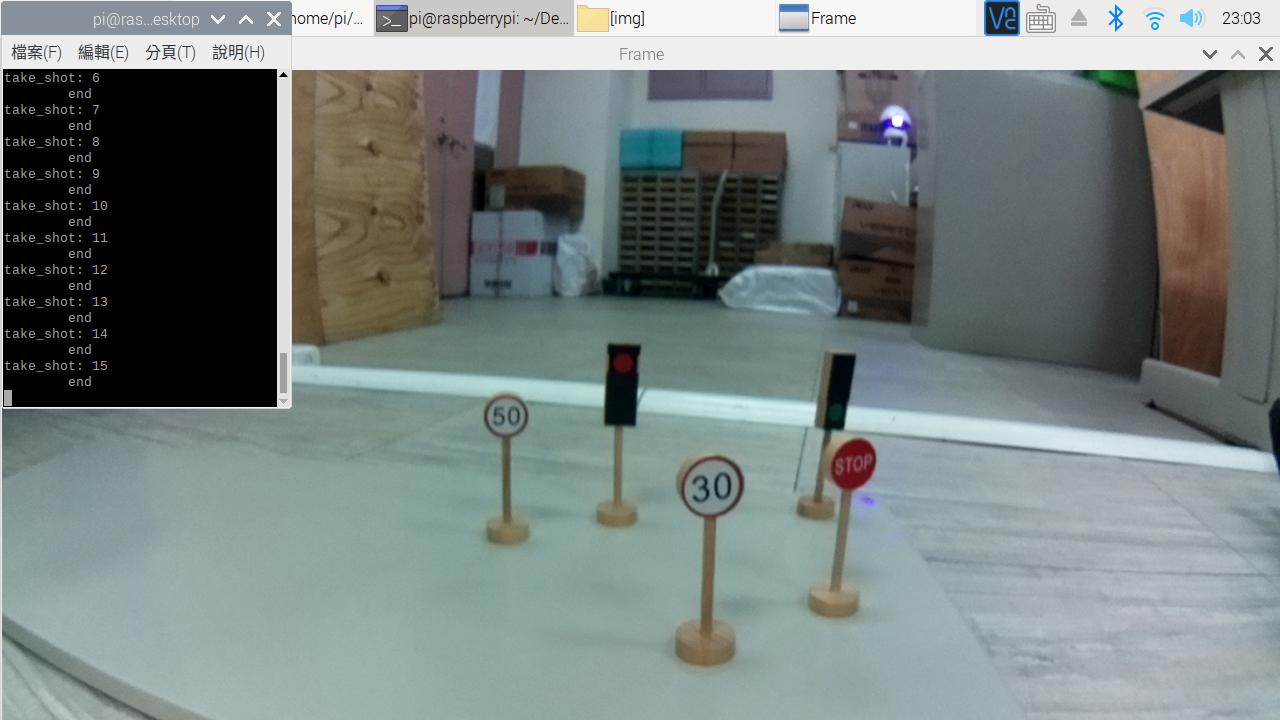 pi@ras...esktop
home/pi/...
pi@raspberrypi: ~/De...
[img]
Frame
23:03
檔案(F) 編輯(E) 分頁(T) 說明(H)
Frame
take_shot: 6
end
take_shot: 7
end
take_shot: 8
end
take_shot: 9
end
take_shot: 10
end
take_shot: 11
end
take_shot: 12
end
take_shot: 13
end
take_shot: 14
end
take_shot: 15
end
50
30
STOP